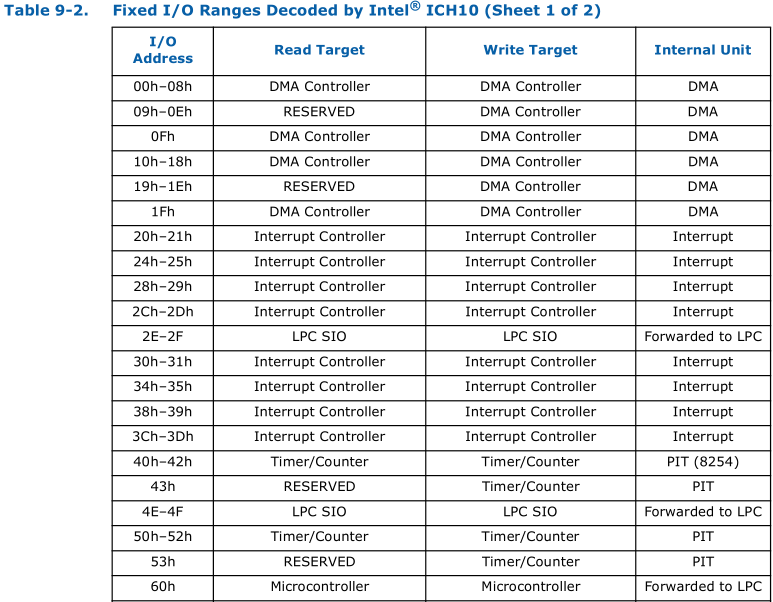 Table 9-2. Fixed I/O Ranges Decoded by Intel® ICH10 (Sheet 1 of 2)
I/O Address Read Target Write Target Internal Unit
00h–08h DMA Controller DMA Controller DMA
09h–0Eh RESERVED DMA Controller DMA
0Fh DMA Controller DMA Controller DMA
10h–18h DMA Controller DMA Controller DMA
19h–1Eh RESERVED DMA Controller DMA
1Fh DMA Controller DMA Controller DMA
20h–21h Interrupt Controller Interrupt Controller Interrupt
24h–25h Interrupt Controller Interrupt Controller Interrupt
28h–29h Interrupt Controller Interrupt Controller Interrupt
2Ch–2Dh Interrupt Controller Interrupt Controller Interrupt
2E–2F LPC SIO LPC SIO Forwarded to LPC
30h–31h Interrupt Controller Interrupt Controller Interrupt
34h–35h Interrupt Controller Interrupt Controller Interrupt
38h–39h Interrupt Controller Interrupt Controller Interrupt
3Ch–3Dh Interrupt Controller Interrupt Controller Interrupt
40h–42h Timer/Counter Timer/Counter PIT (8254)
43h RESERVED Timer/Counter PIT
4E–4F LPC SIO LPC SIO Forwarded to LPC
50h–52h Timer/Counter Timer/Counter PIT
53h RESERVED Timer/Counter PIT
60h Microcontroller Microcontroller Forwarded to LPC